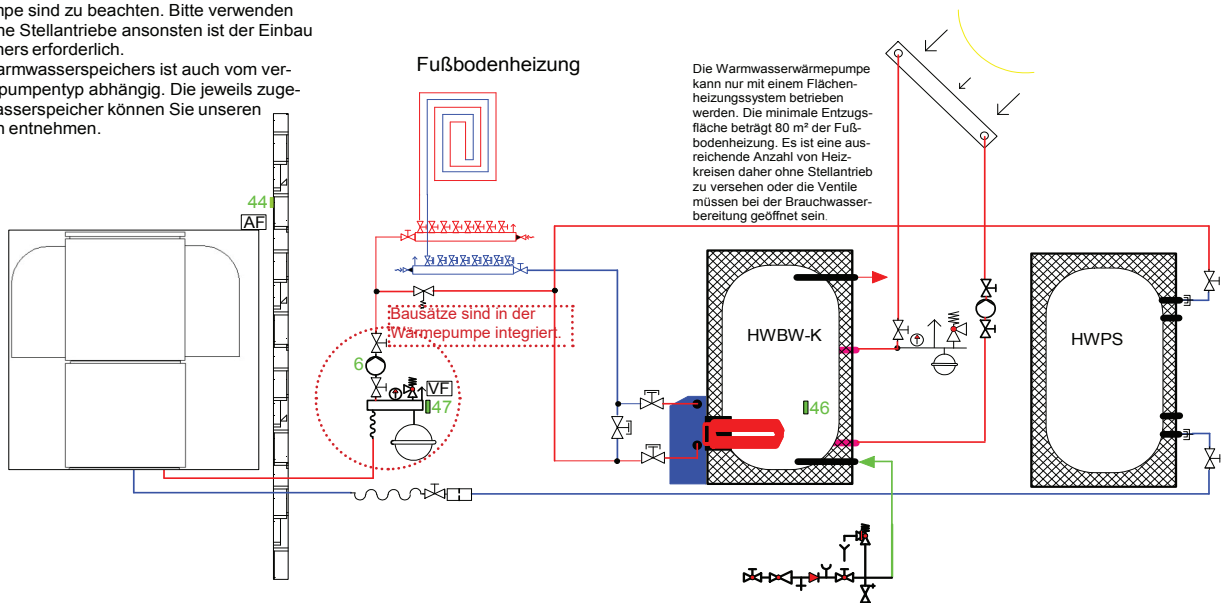 mpe sind zu beachten. Bitte verwenden
ne Stellantriebe ansonsten ist der Einbau
hers erforderlich.
armwasserspeichers ist auch vom ver-
pumpentyp abhängig. Die jeweils zuge-
asserspeicher können Sie unseren
n entnehmen.
Fußbodenheizung
Die Warmwasserwärmepumpe
kann nur mit einem Flächen-
heizungssystem betrieben
werden. Die minimale Entzugs-
fläche beträgt 80 m² der Fuß-
bodenheizung. Es ist eine aus-
reichende Anzahl von Heiz-
kreisen daher ohne Stellantrieb
zu versehen oder die Ventile
müssen bei der Brauchwasser-
bereitung geöffnet sein.
44
AF
Bausätze sind in der
Wärmepumpe integriert.
6
VF
47
HWBW-K
46
HWPS